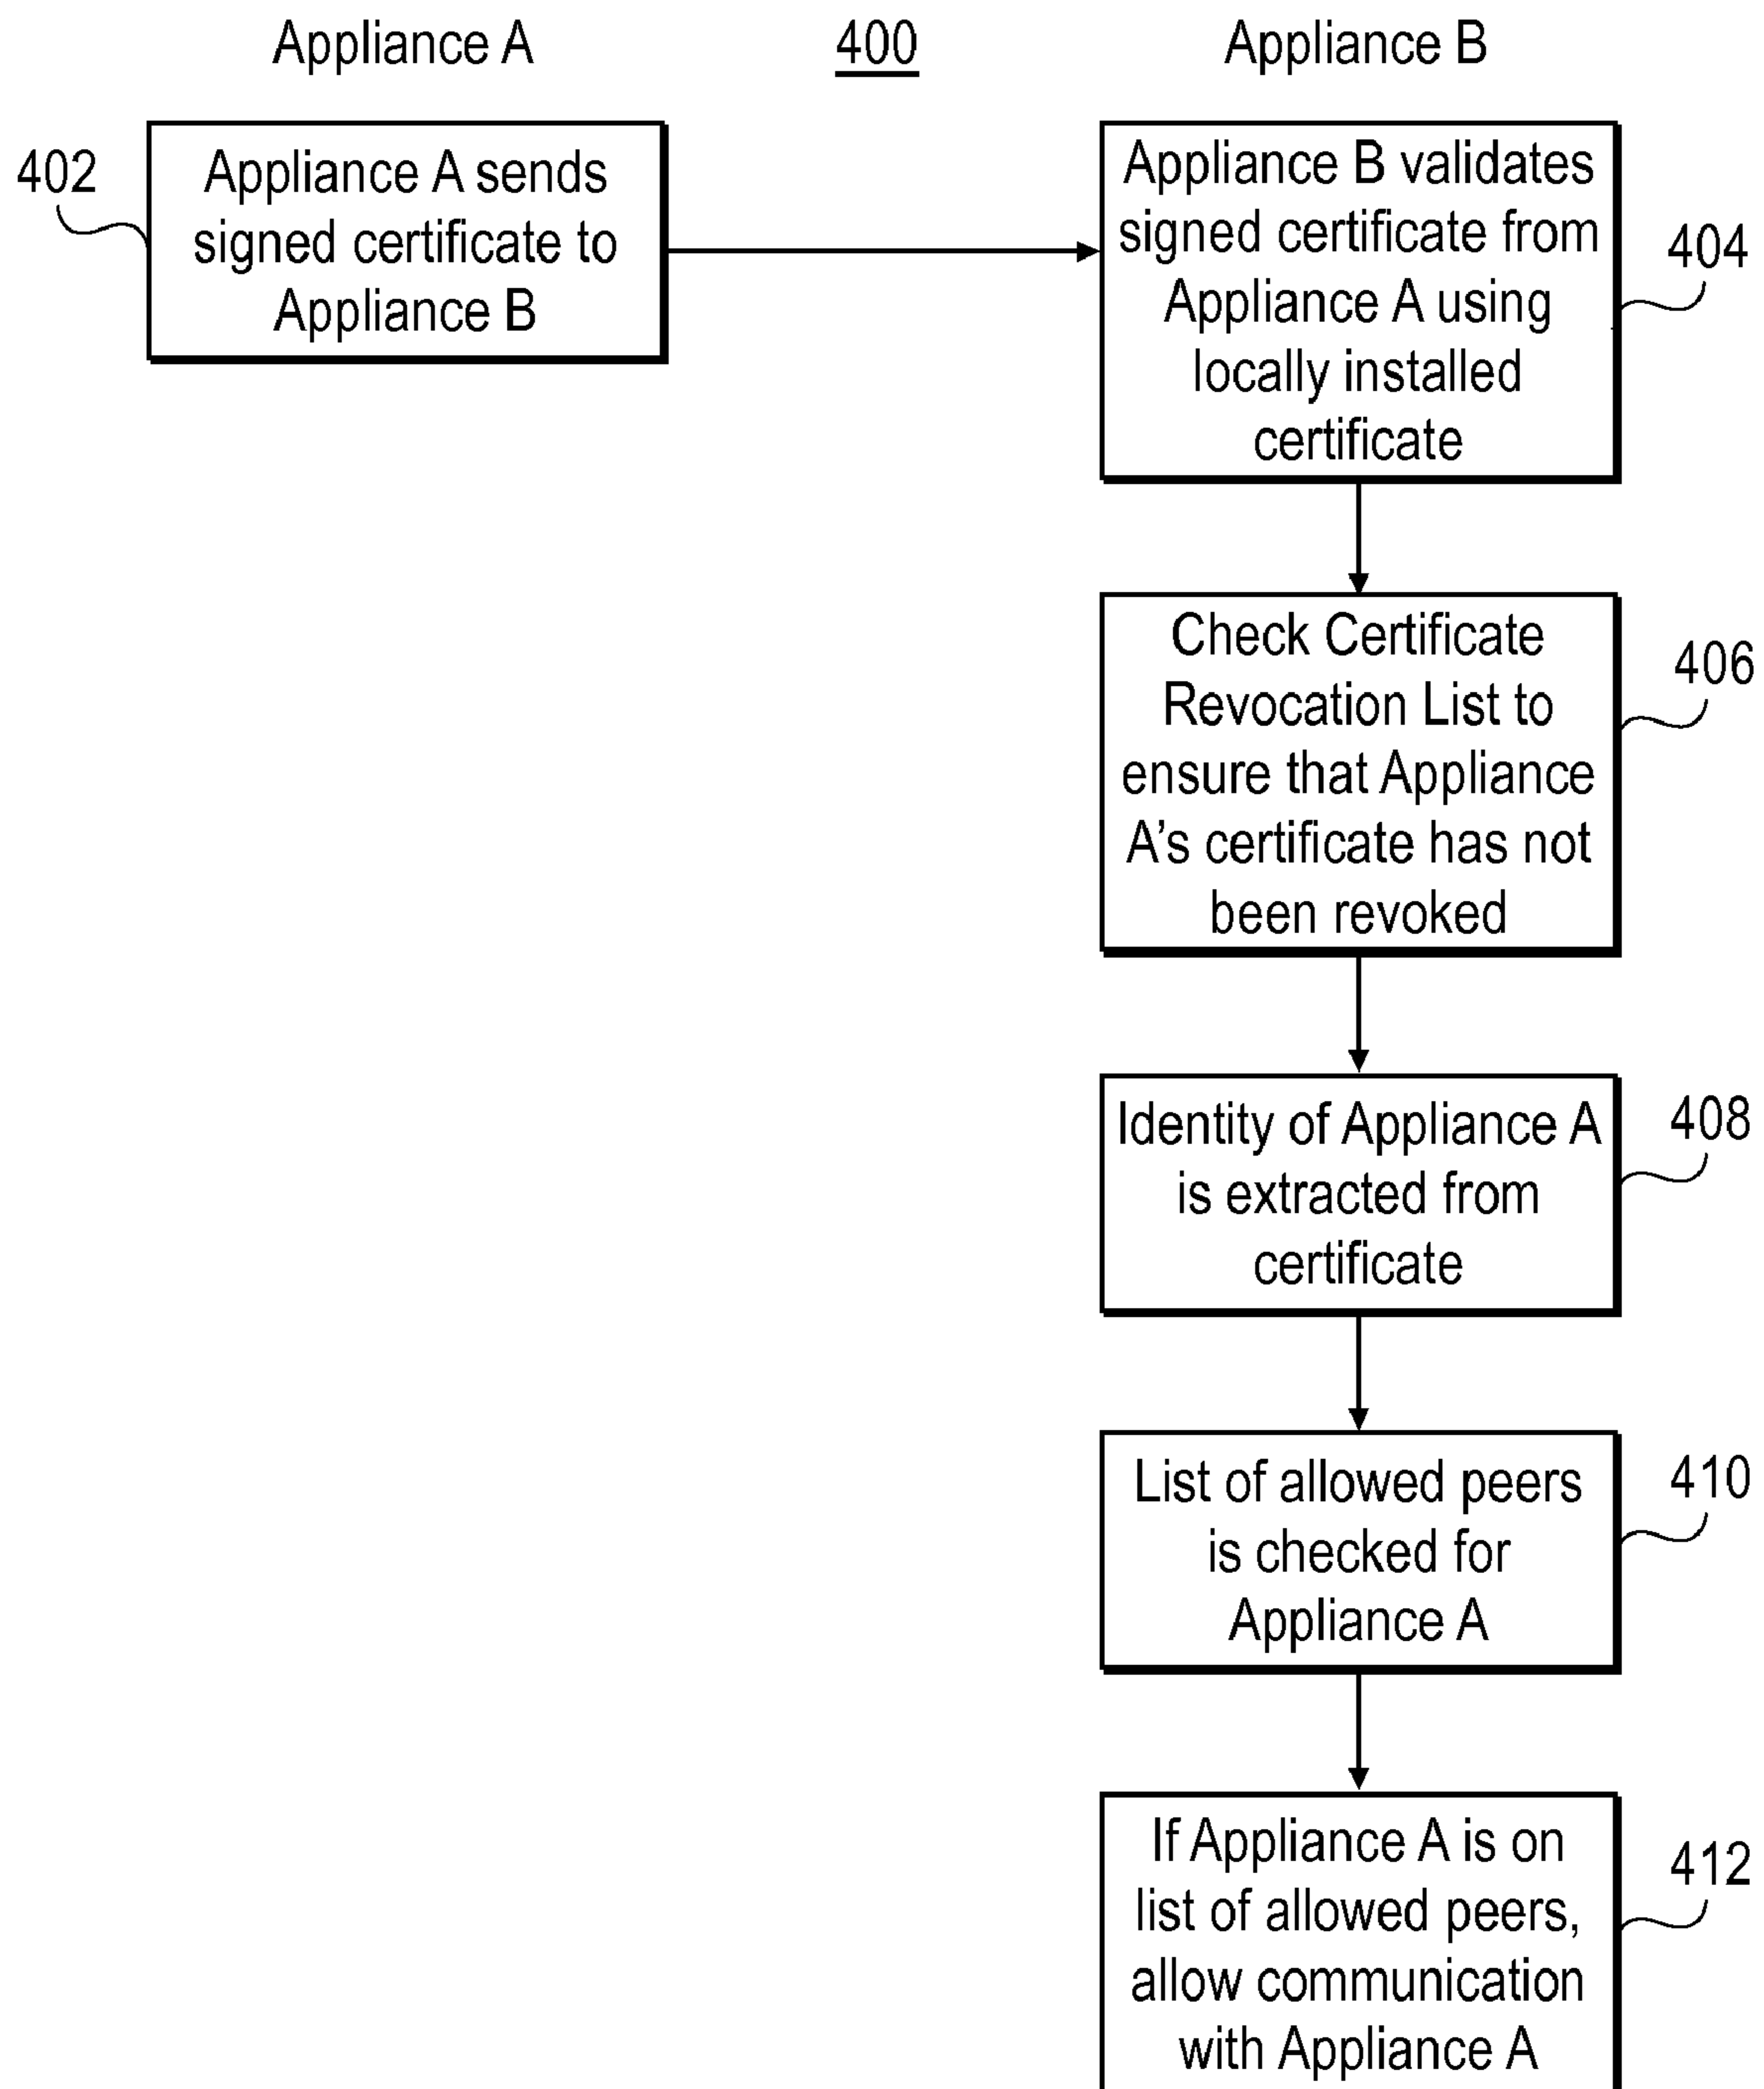 Appliance A
400
Appliance B
402
Appliance A sends
signed certificate to
Appliance B
Appliance B validates
signed certificate from
Appliance A using
locally installed
certificate
404
Check Certificate
Revocation List to
ensure that Appliance
A's certificate has not
been revoked
406
Identity of Appliance A
is extracted from
certificate
408
List of allowed peers
is checked for
Appliance A
410
If Appliance A is on
list of allowed peers,
allow communication
with Appliance A
412